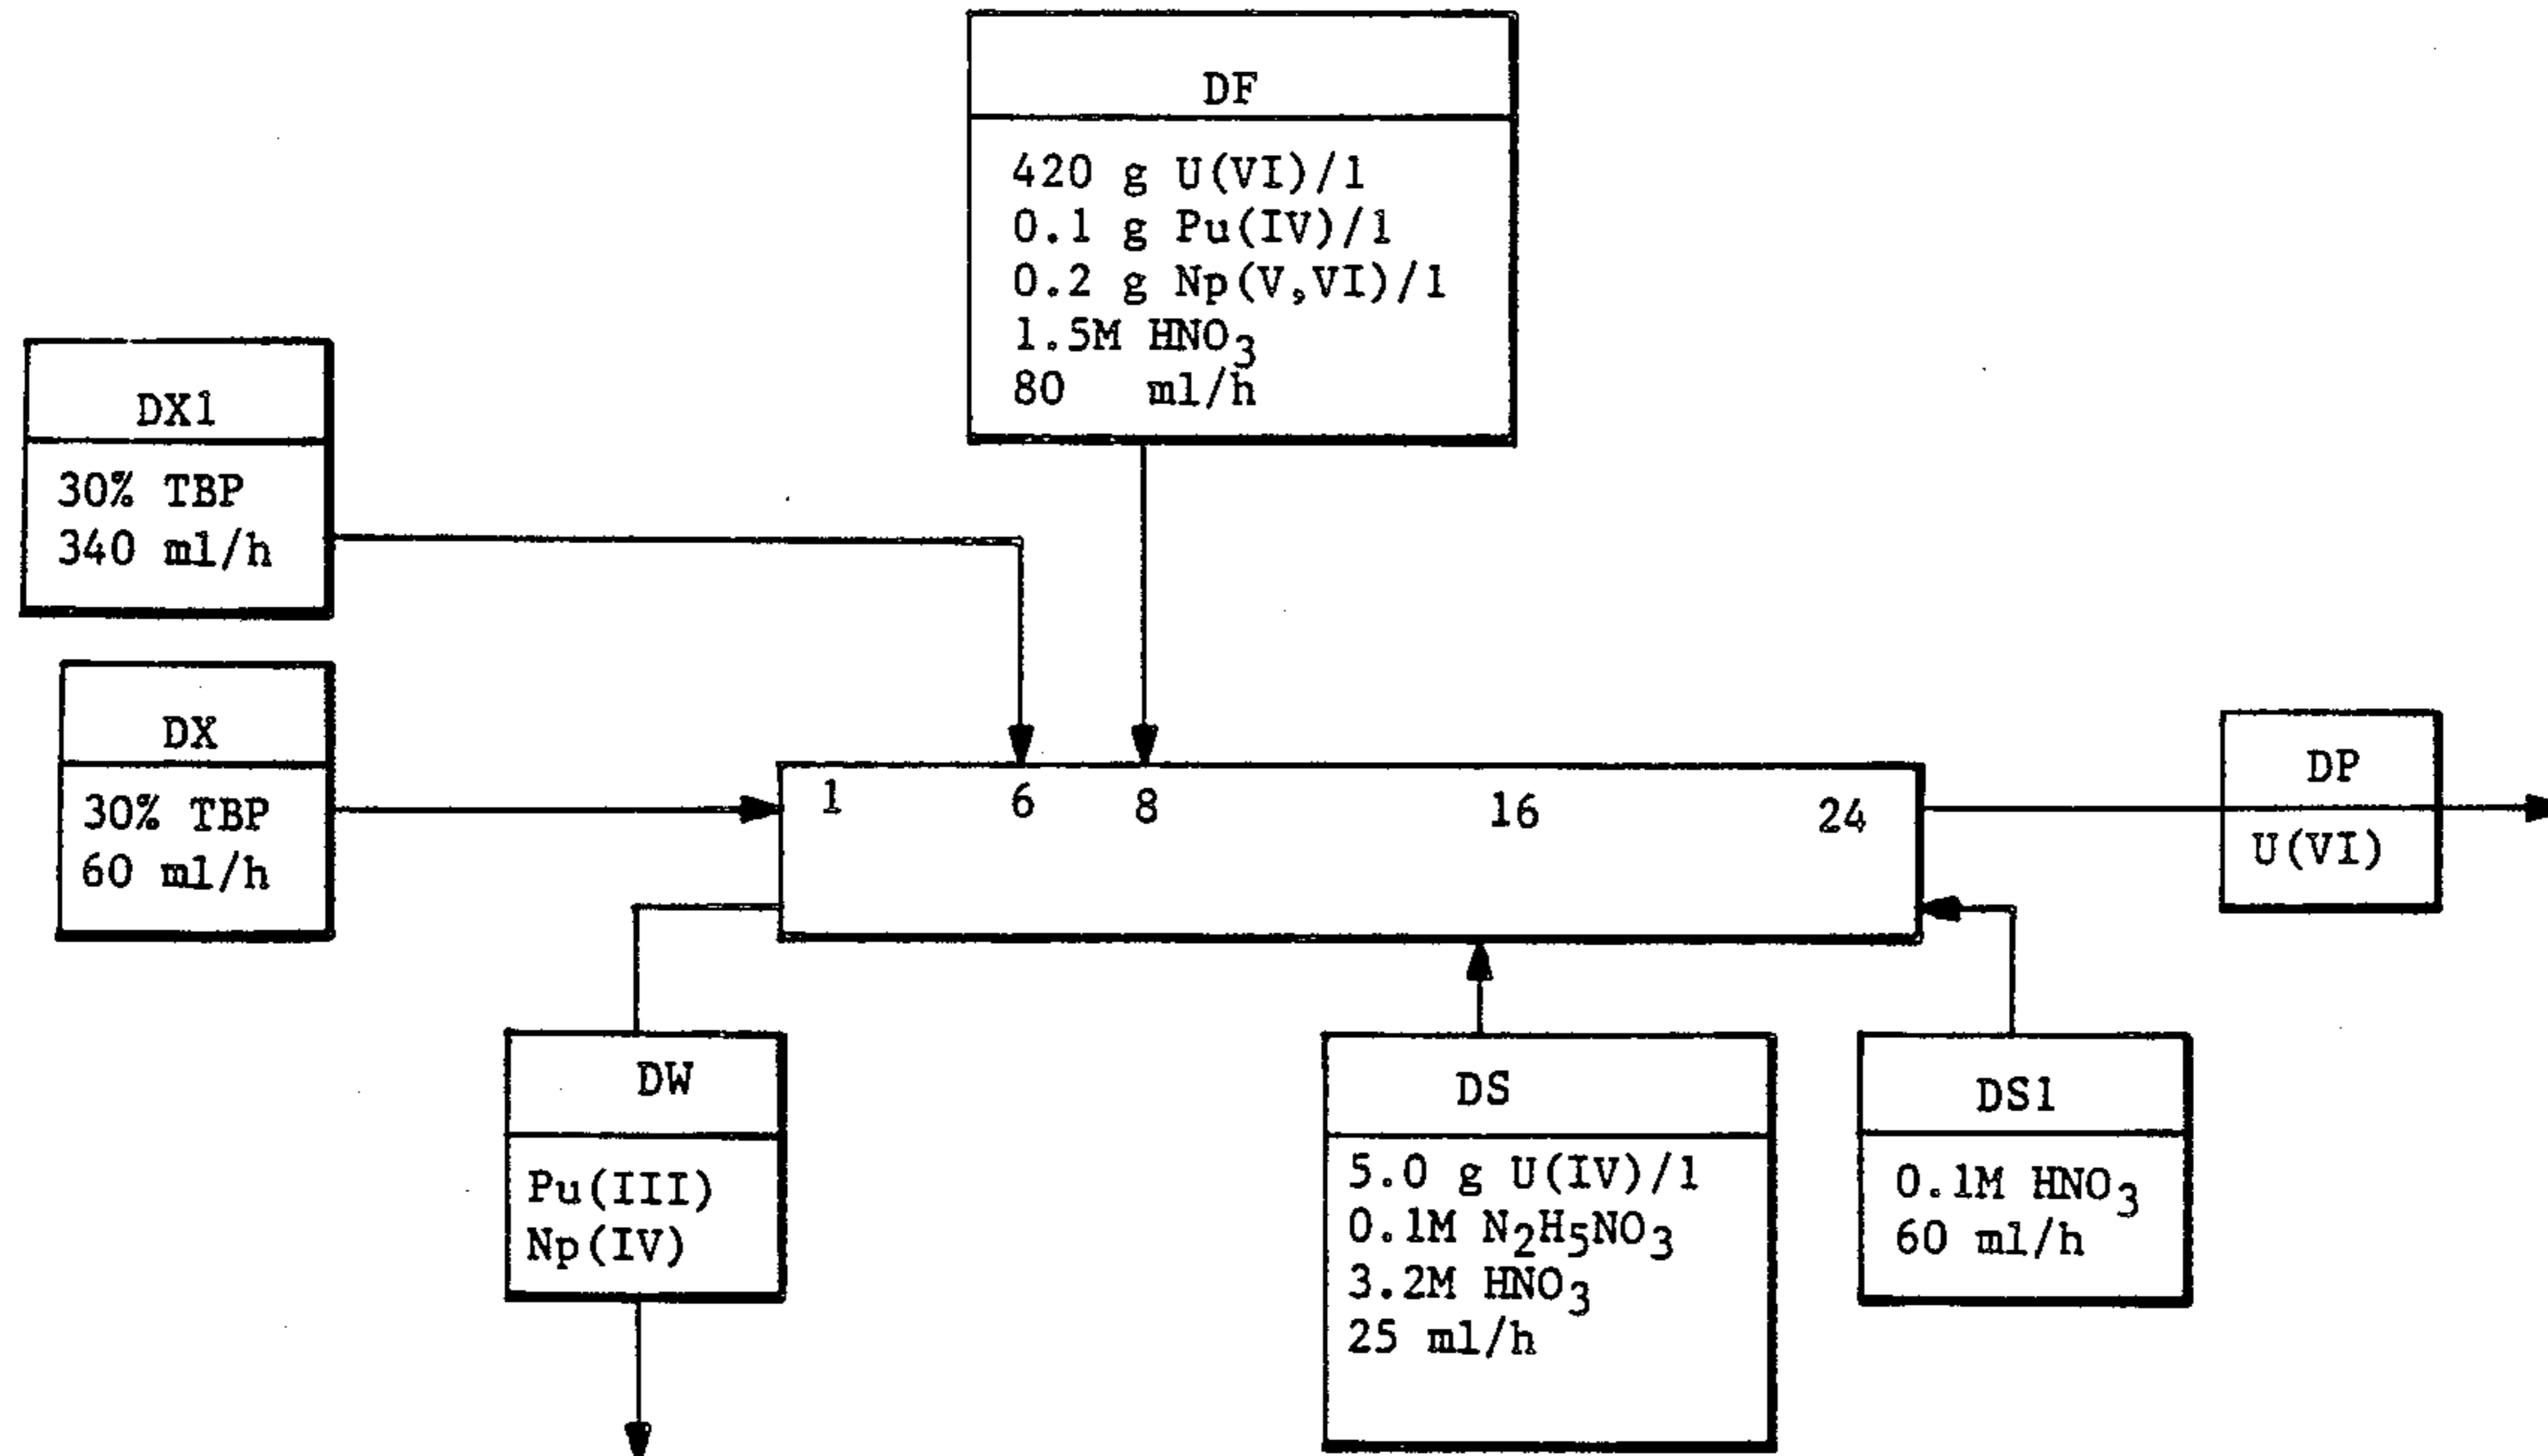 DF
420 g U(VI)/l
0.1 g Pu(IV)/l
0.2 g Np(V,VI)/l
1.5M HNO3
80 ml/h
DX1
30% TBP
340 ml/h
DX
30% TBP
60 ml/h
1 6 8 16 24
DP
U(VI)
DW
Pu(III)
Np(IV)
DS
5.0 g U(IV)/l
0.1M N2H5NO3
3.2M HNO3
25 ml/h
DS1
0.1M HNO3
60 ml/h